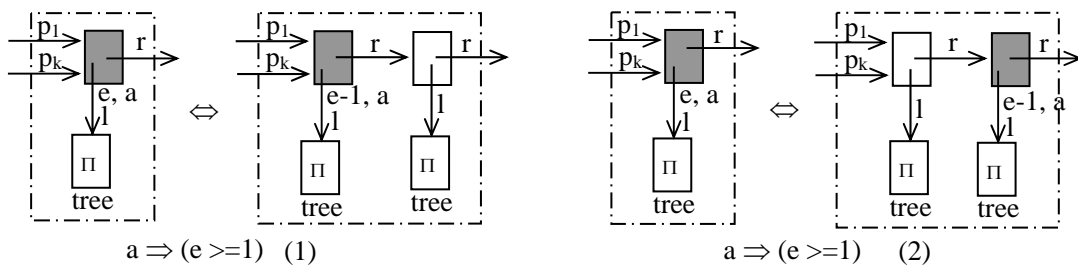 p1 r p1 r r p1 r p1 r r
pk pk pk pk
e, a ⇔ e-1, a e, a ⇔ e-1, a
l l l l l l
Π Π Π Π Π Π
tree tree tree tree tree tree
a ⇒ (e >=1) (1) a ⇒ (e >=1) (2)